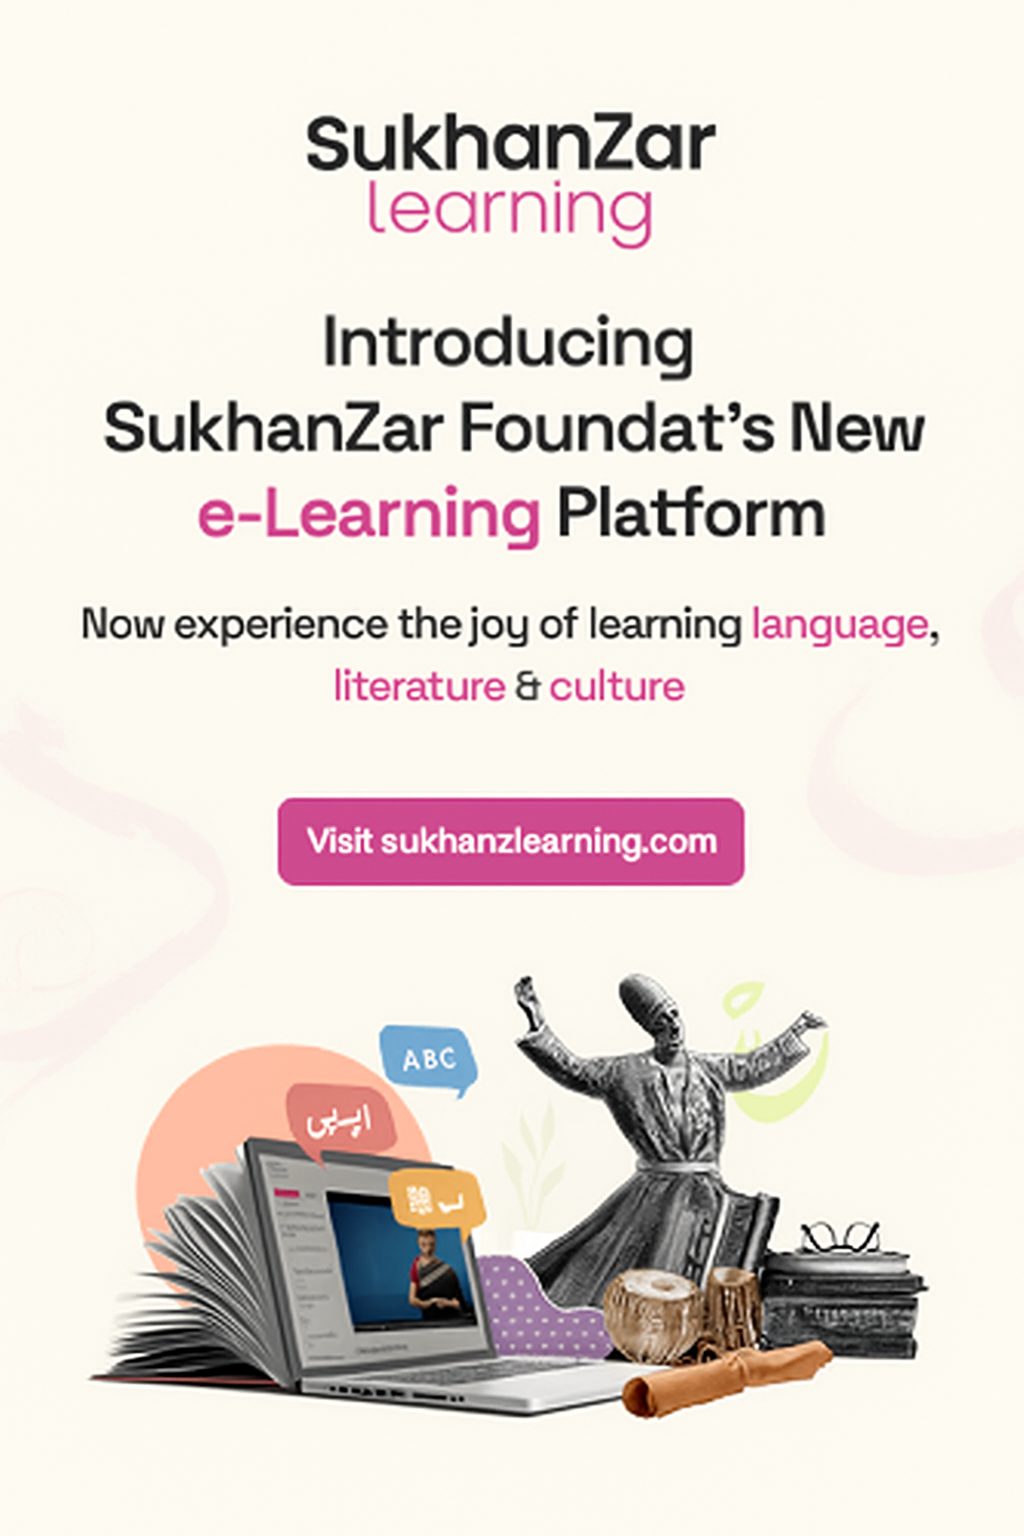 SukhanZar
learning
Introducing
SukhanZar Foundat's New
e-Learning Platform
Now experience the joy of learning language,
literature & culture
Visit sukhanzlearning.com
ABC